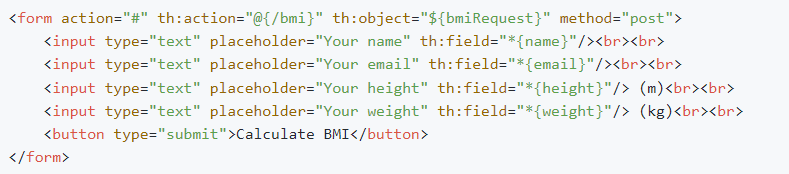 <form action="#" th:action="@{/bmi}" th:object="${bmiRequest}" method="post">
    <input type="text" placeholder="Your name" th:field="*{name}"/><br><br>
    <input type="text" placeholder="Your email" th:field="*{email}"/><br><br>
    <input type="text" placeholder="Your height" th:field="*{height}"/> (m)<br><br>
    <input type="text" placeholder="Your weight" th:field="*{weight}"/> (kg)<br><br>
    <button type="submit">Calculate BMI</button>
</form>